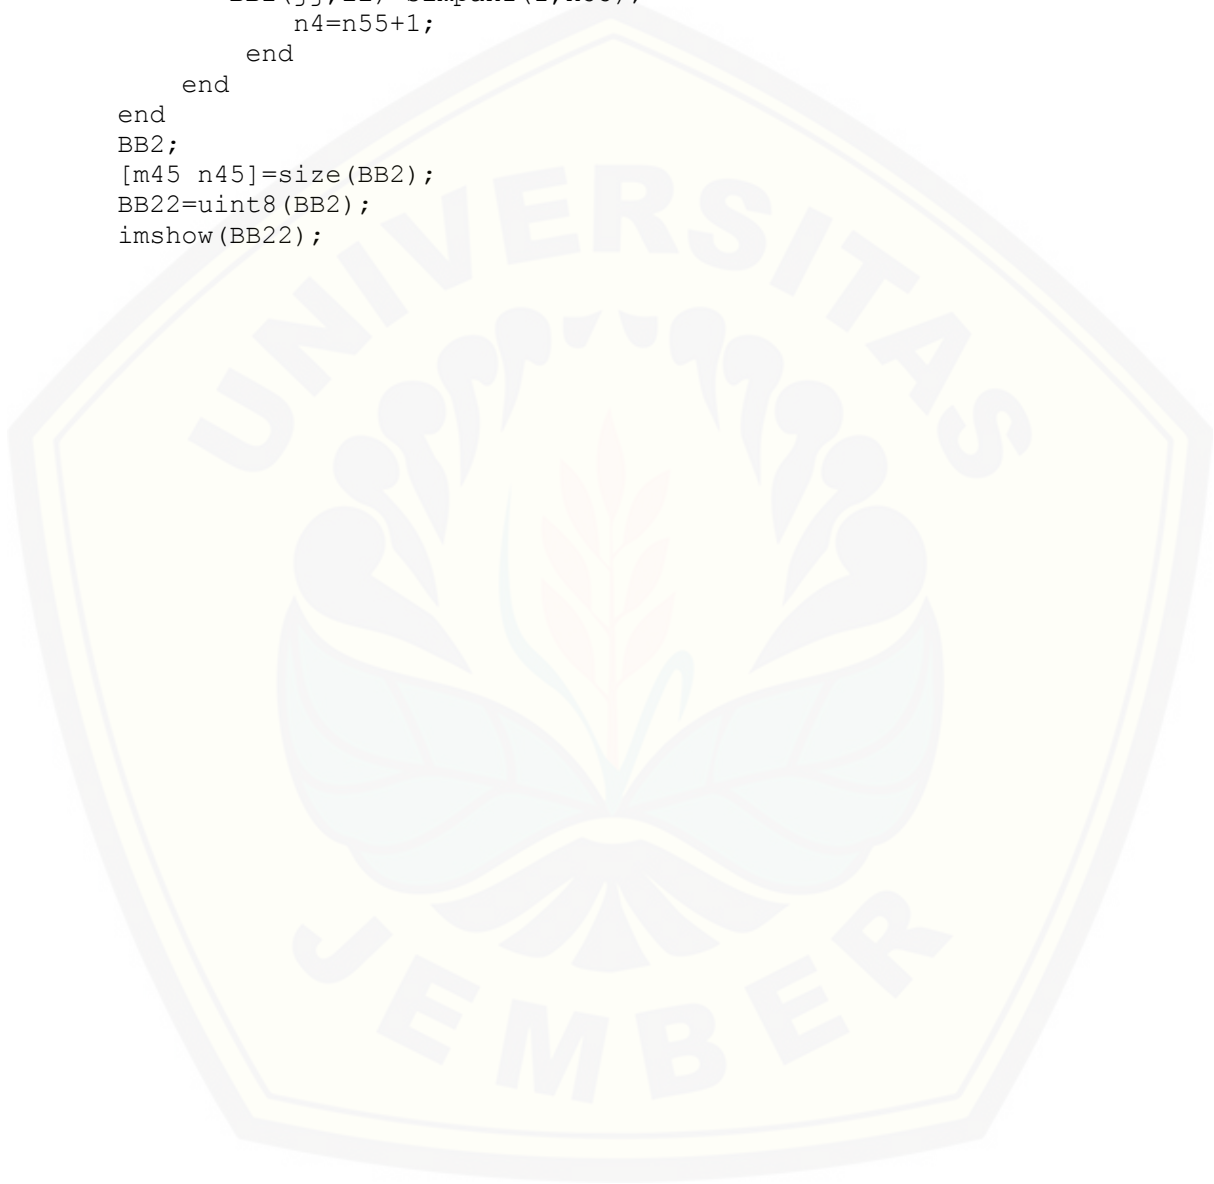 n4=n55+1;
end
end
end
BB2;
[m45 n45]=size(BB2);
BB22=uint8(BB2);
imshow(BB22);
UNIVERSITAS
JEMBER